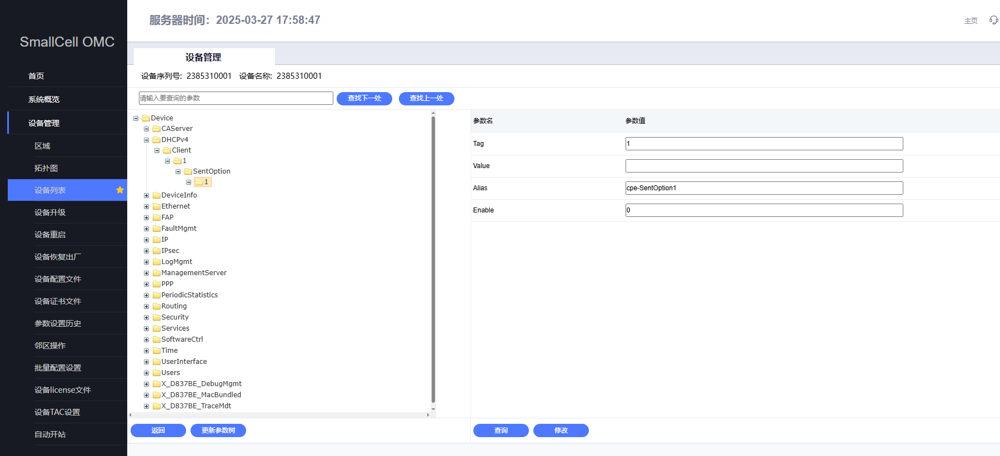 SmallCell OMC
首页
系统概览
设备管理
区域
拓扑图
设备列表
设备升级
设备重启
设备恢复出厂
设备配置文件
设备证书文件
参数设置历史
邻区操作
批量配置设置
设备license文件
设备TAC设置
自动开站
服务器时间：2025-03-27 17:58:47
主页
设备管理
设备序列号: 2385310001 设备名称: 2385310001
请输入要查询的参数
查找下一处
查找上一处
Device
CAServer
DHCPv4
Client
1
SentOption
1
DeviceInfo
Ethernet
FAP
FaultMgmt
IP
IPsec
LogMgmt
ManagementServer
PPP
PeriodicStatistics
Routing
Security
Services
SoftwareCtrl
Time
UserInterface
Users
X_D837BE_DebugMgmt
X_D837BE_MacBundled
X_D837BE_TraceMdt
返回
更新参数树
参数名 参数值
Tag 1
Value
Alias cpe-SentOption1
Enable 0
查询
修改